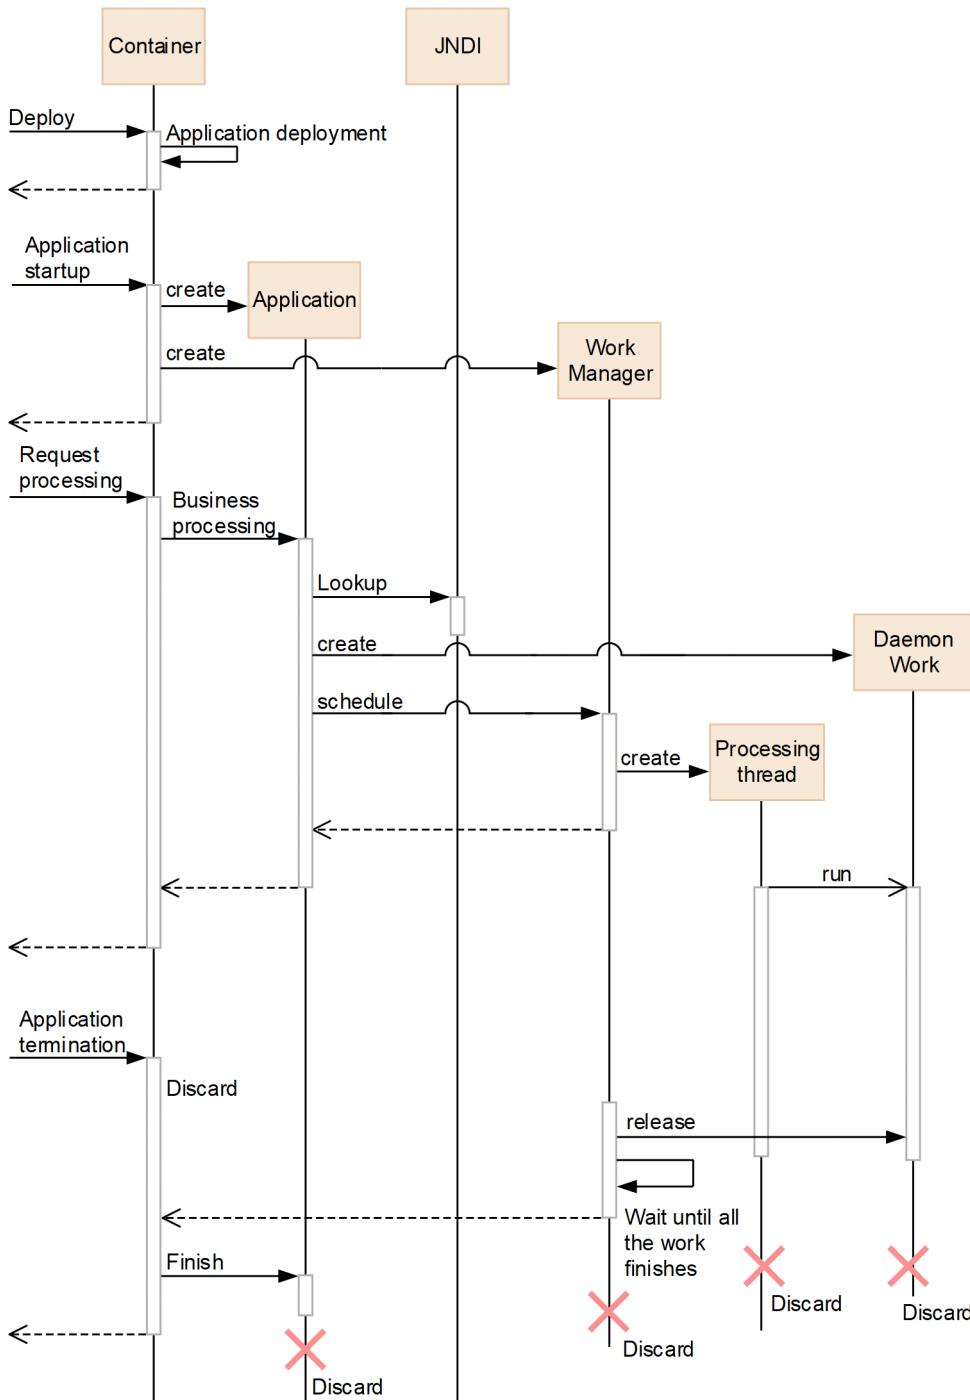 Container
JNDI
Deploy
Application deployment
Application
startup
create
Application
create
Work
Manager
Request
processing
Business
processing
Lookup
create
Daemon
Work
schedule
Processing
thread
create
run
Application
termination
Discard
release
Wait until all
the work
finishes
Finish
Discard
Discard
Discard
Discard